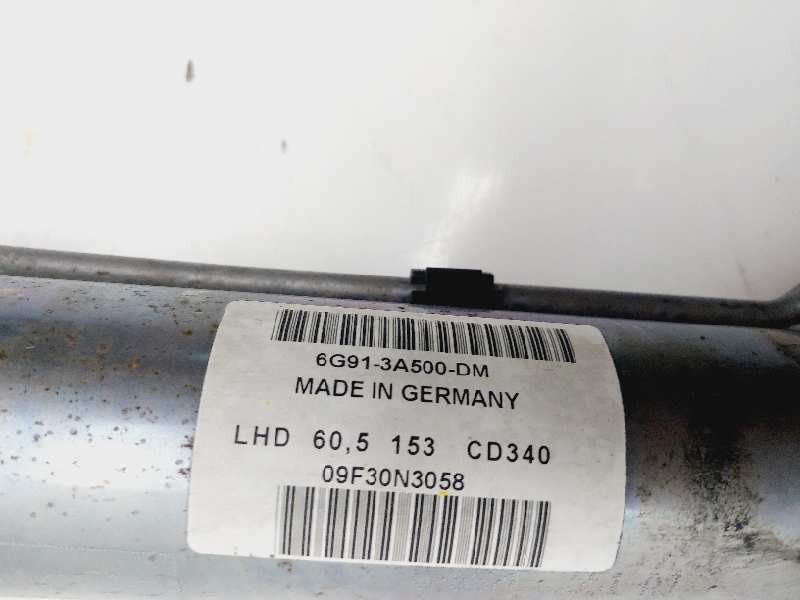 6G91-3A500-DM
MADE IN GERMANY
LHD 60,5 153 CD340
09F30N3058